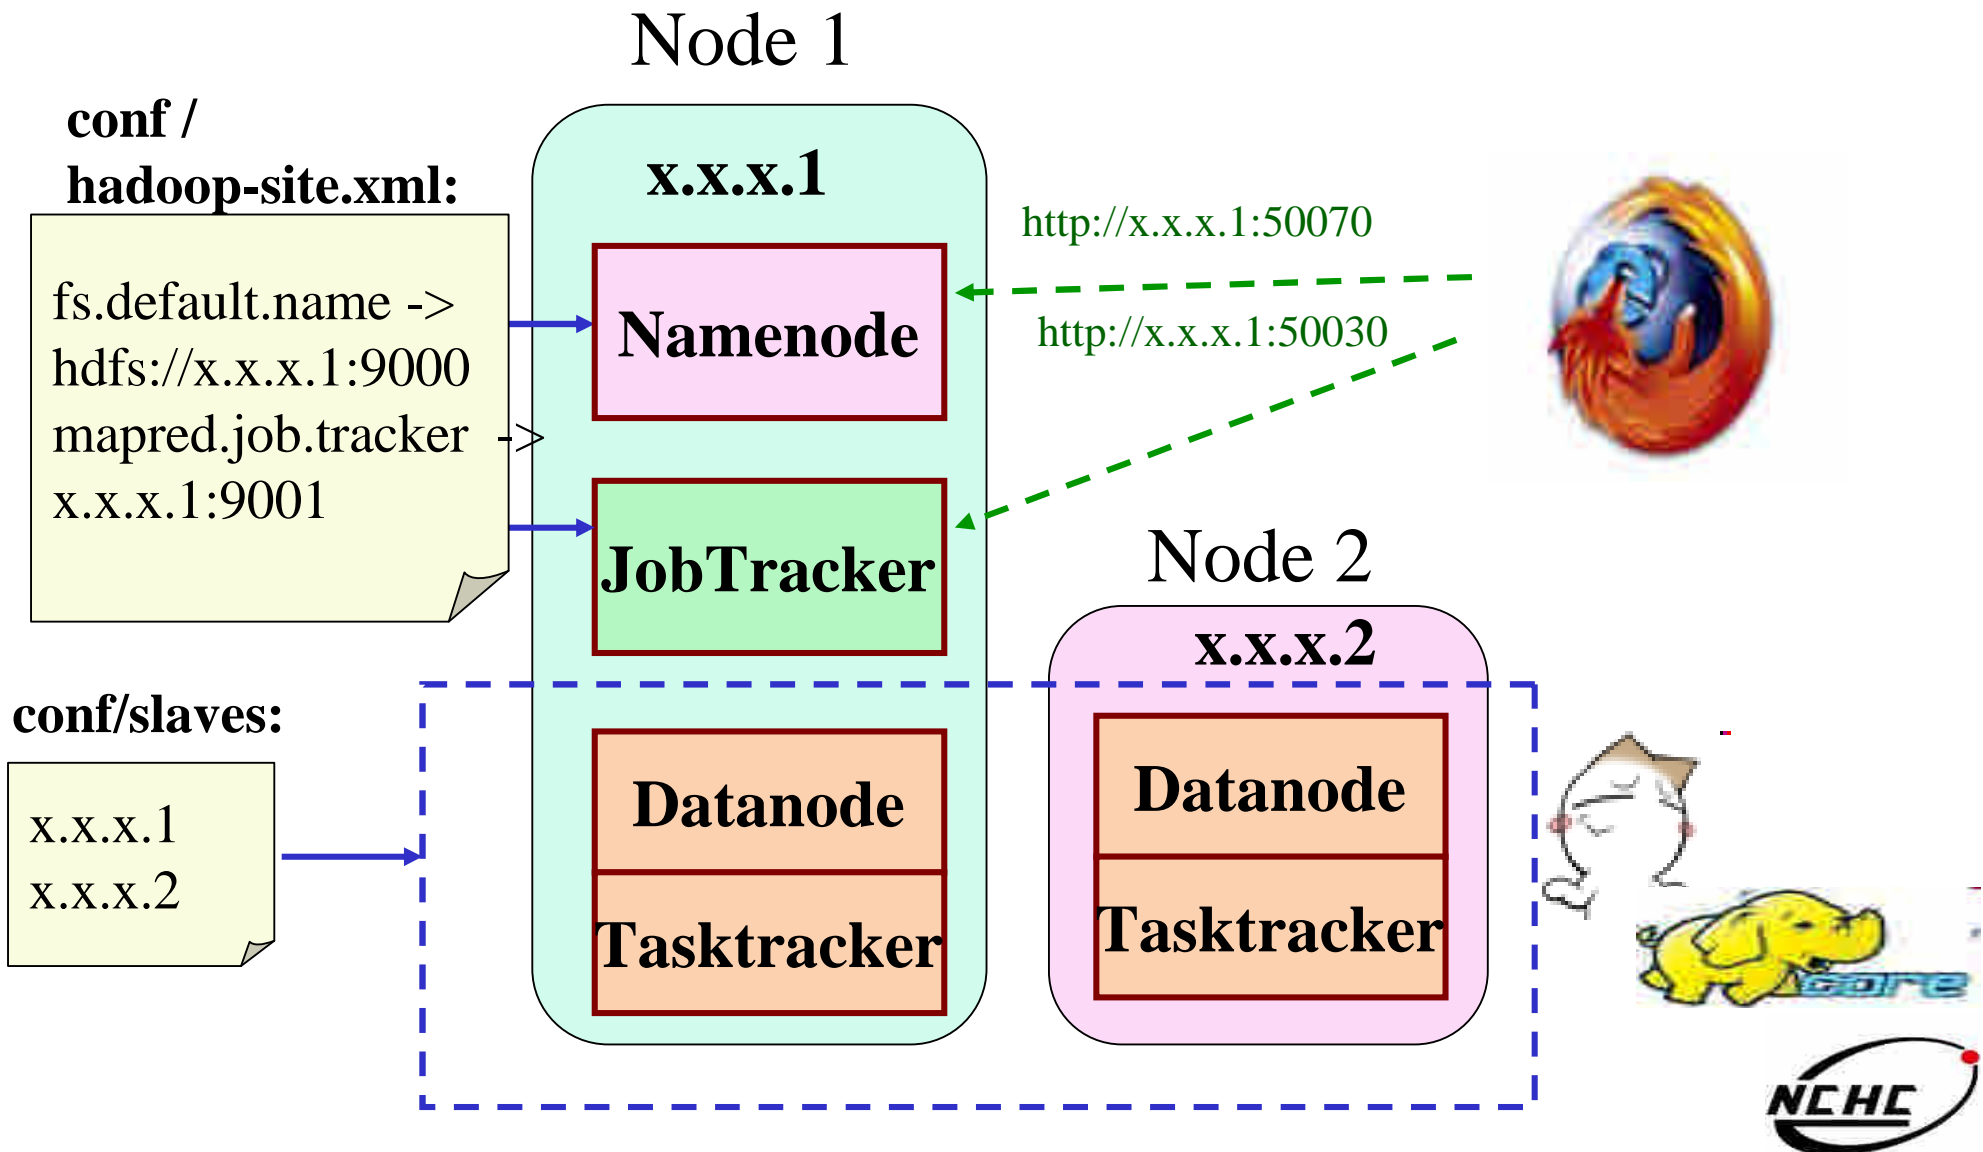 Node 1
conf /
hadoop-site.xml:
x.x.x.1
fs.default.name ->
hdfs://x.x.x.1:9000
mapred.job.tracker ->
x.x.x.1:9001
Namenode
JobTracker
http://x.x.x.1:50070
http://x.x.x.1:50030
Node 2
x.x.x.2
conf/slaves:
x.x.x.1
x.x.x.2
Datanode
Tasktracker
Datanode
Tasktracker
core
NCHC